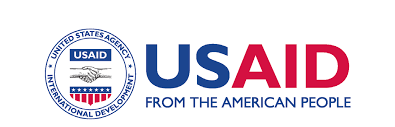 UNITED STATES AGENCY
USAID
INTERNATIONAL DEVELOPMENT
USAID
FROM THE AMERICAN PEOPLE